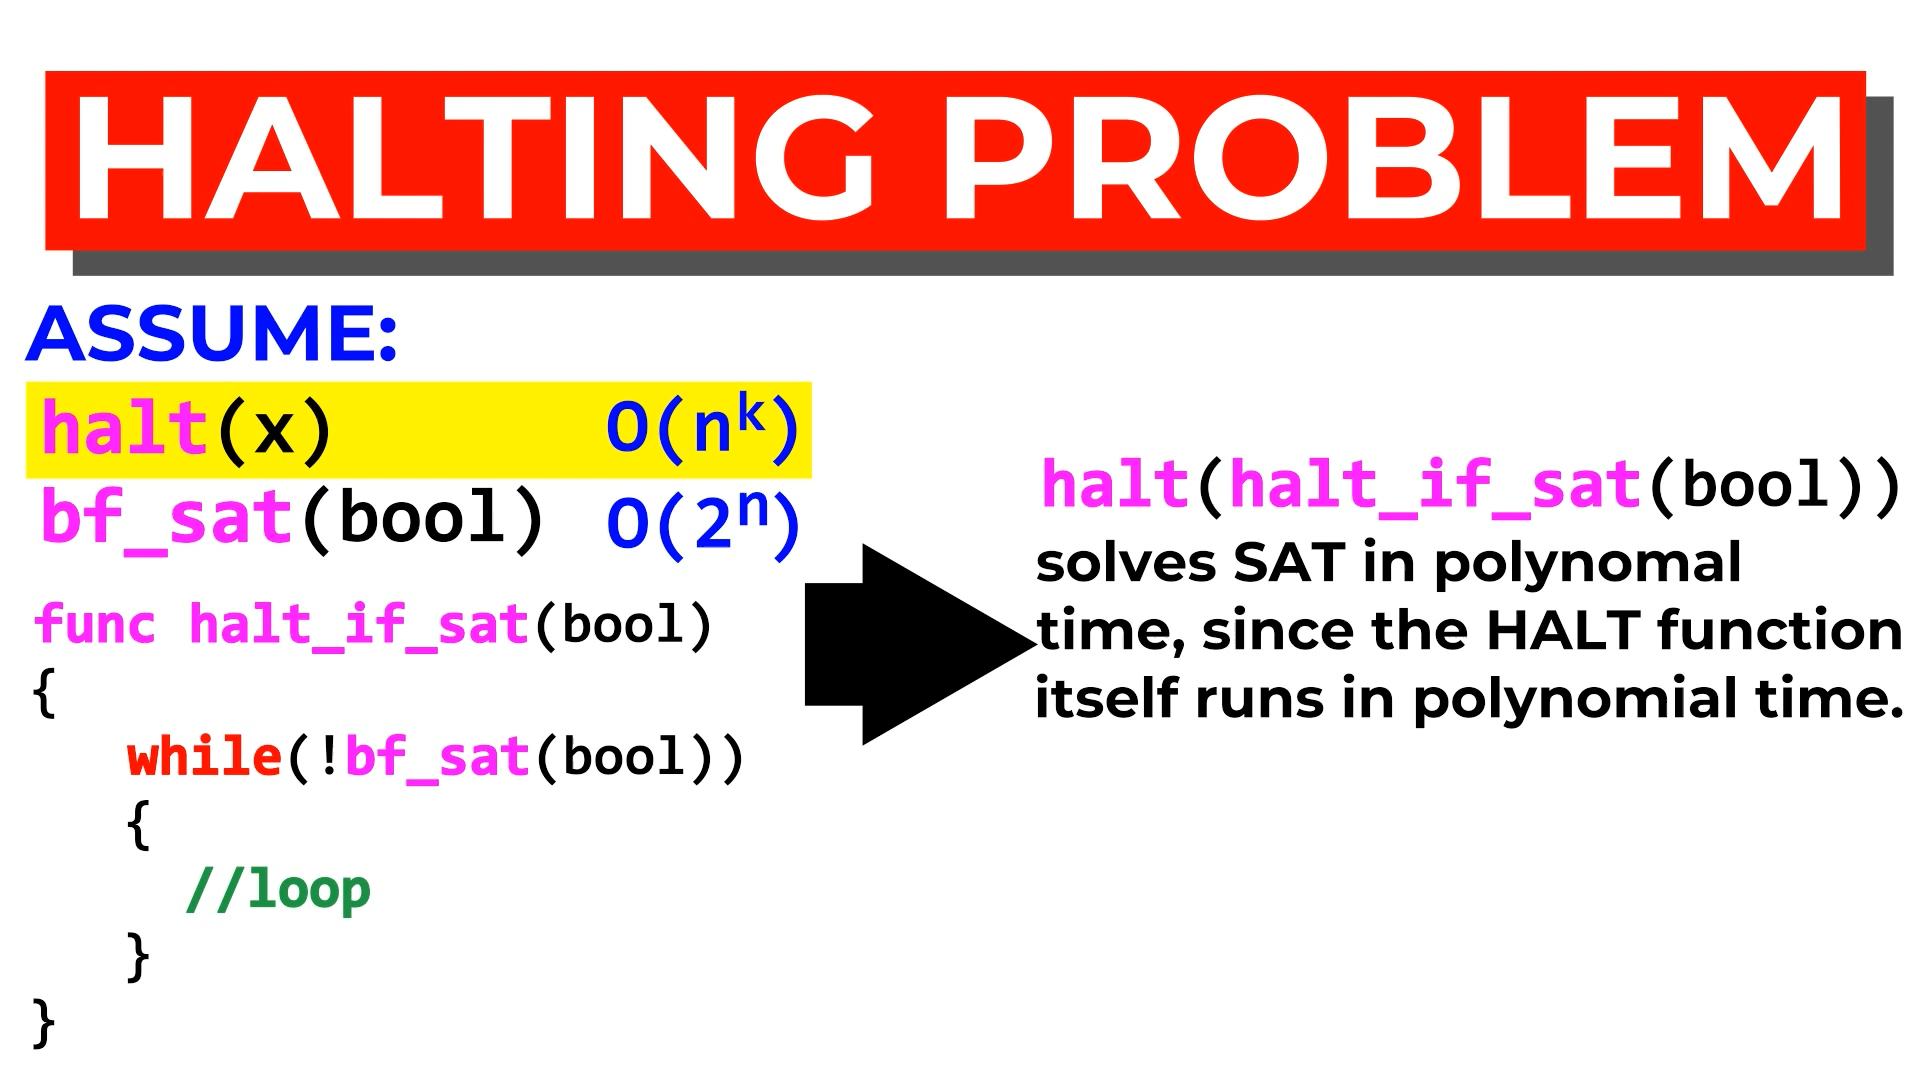 HALTING PROBLEM
ASSUME:
halt(x) O(nᵏ)
bf_sat(bool) O(2ⁿ)
func halt_if_sat(bool)
{
while(!bf_sat(bool))
{
//loop
}
}
halt(halt_if_sat(bool))
solves SAT in polynomal
time, since the HALT function
itself runs in polynomial time.